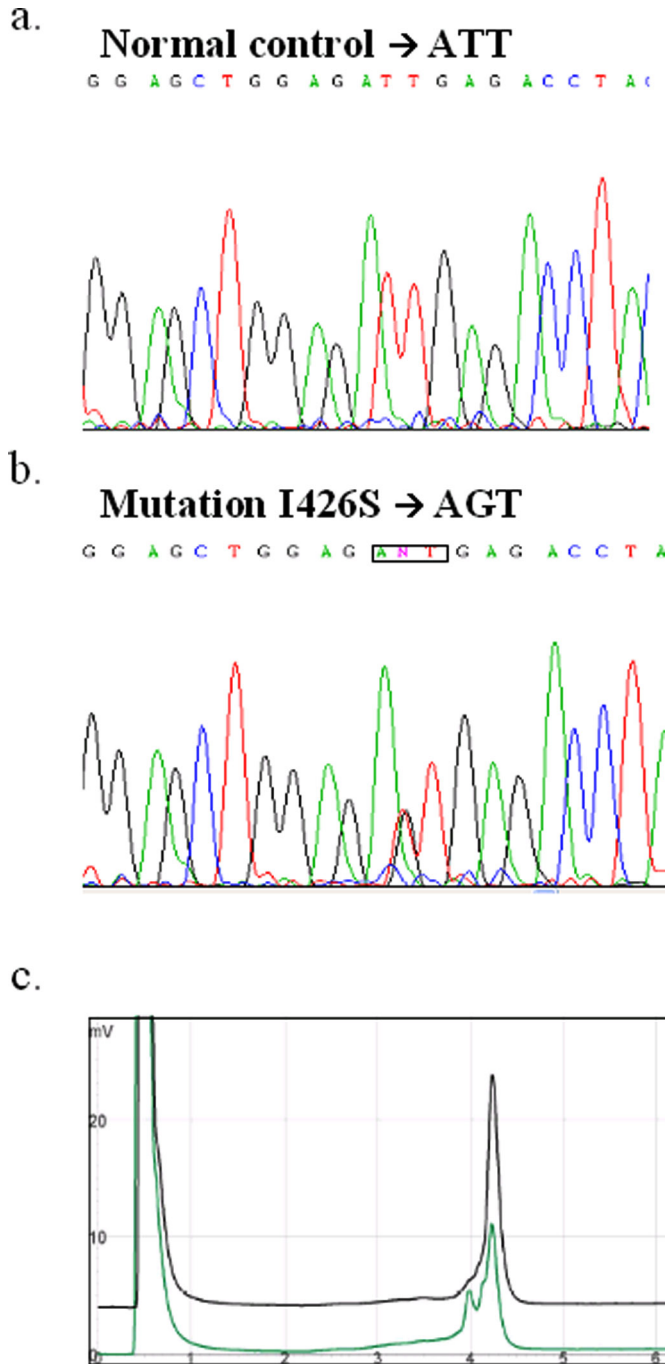 a.
Normal control → ATT
G G A G C T G G A G A T T G A G A C C T A C
b.
Mutation I426S → AGT
G G A G C T G G A G A N T G A G A C C T A
c.
mV
20
10
0 1 2 3 4 5 6